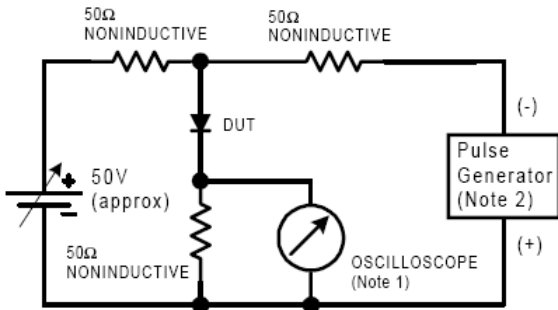 50Ω
NONINDUCTIVE
50Ω
NONINDUCTIVE
DUT
(-)
Pulse
Generator
(Note 2)
(+)
+
50V
(approx)
-
50Ω
NONINDUCTIVE
OSCILLOSCOPE
(Note 1)